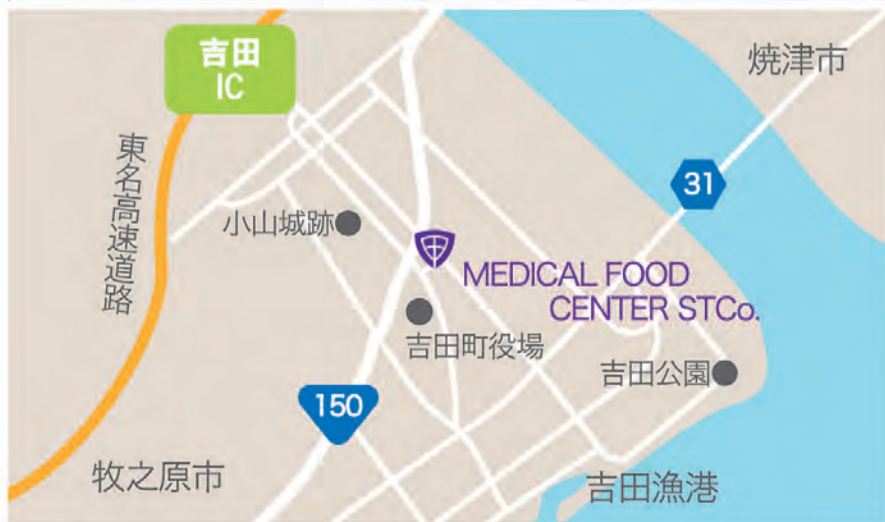 吉田
IC
焼津市
東名高速道路
31
小山城跡
MEDICAL FOOD
CENTER STCo.
吉田町役場
吉田公園
150
牧之原市
吉田漁港